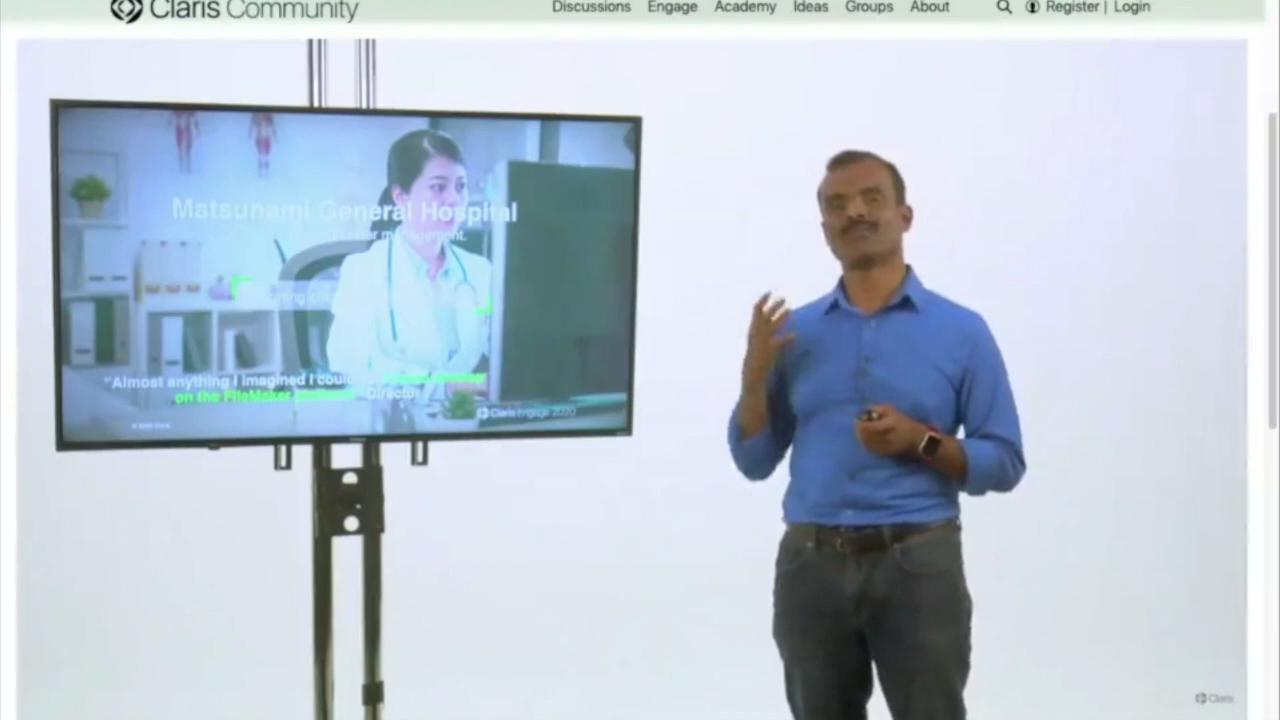 Claris Community
Discussions Engage Academy Ideas Groups About Register | Login
Matsunami General Hospital
management.
"Almost anything I imagined I could
on the FileMaker
Director
Claris Engage 2020
Claris